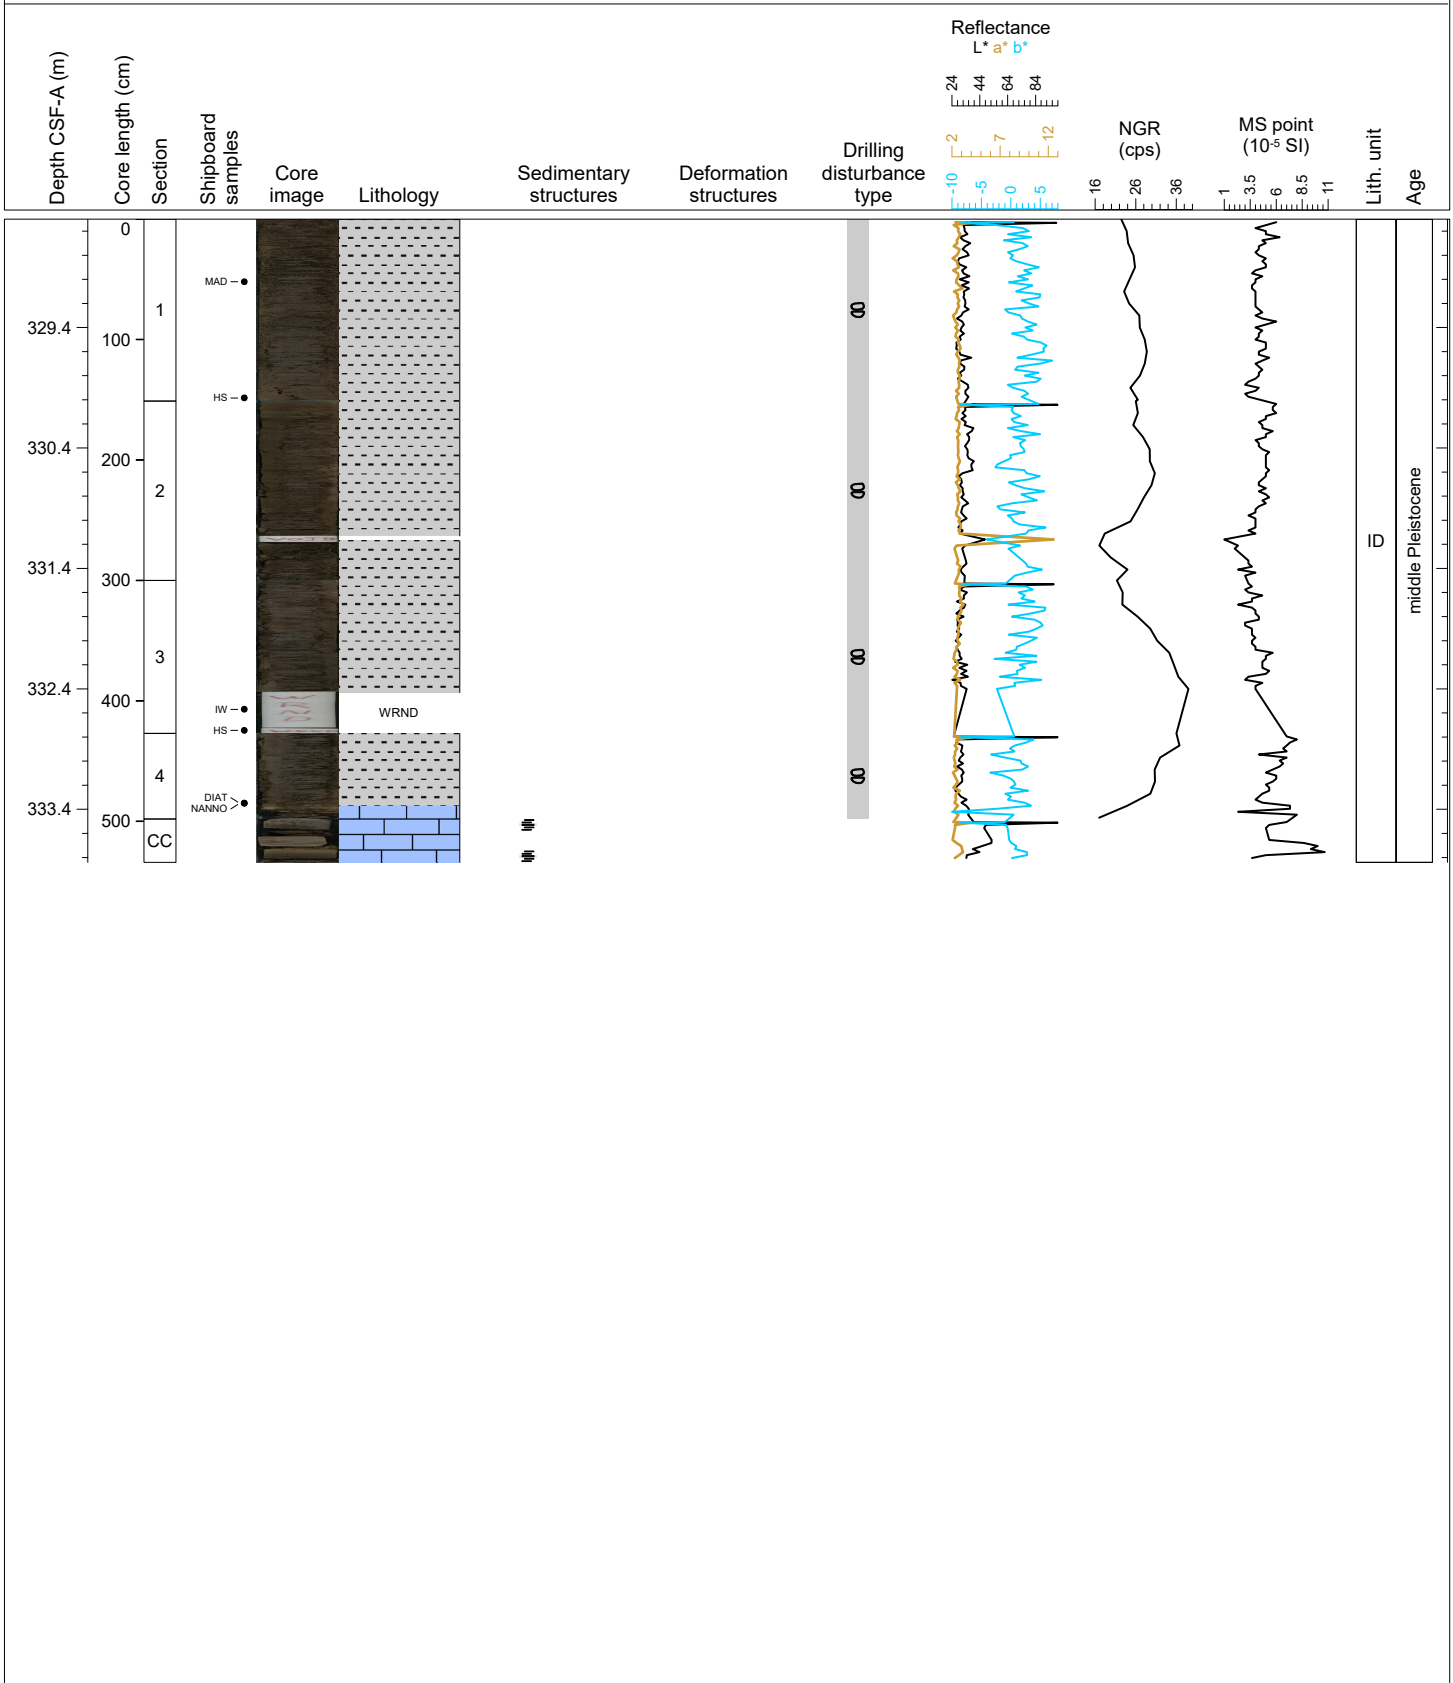 Depth CSF-A (m)
Core length (cm)
Section
Shipboard
samples
Core
image
Lithology
Sedimentary
structures
Deformation
structures
Drilling
disturbance
type
Reflectance
L* a* b*
24 44 64 84
2 7 12
-10 -5 0 5
NGR
(cps)
16 26 36
MS point
(10-5 SI)
1 3.5 6 8.5 11
Lith. unit
Age
0
MAD
1
329.4
100
HS
330.4
200
2
VOID
331.4
300
ID
middle Pleistocene
3
332.4
400
IW
WRND
WRND
HS
4
DIAT
NANNO
333.4
500
CC